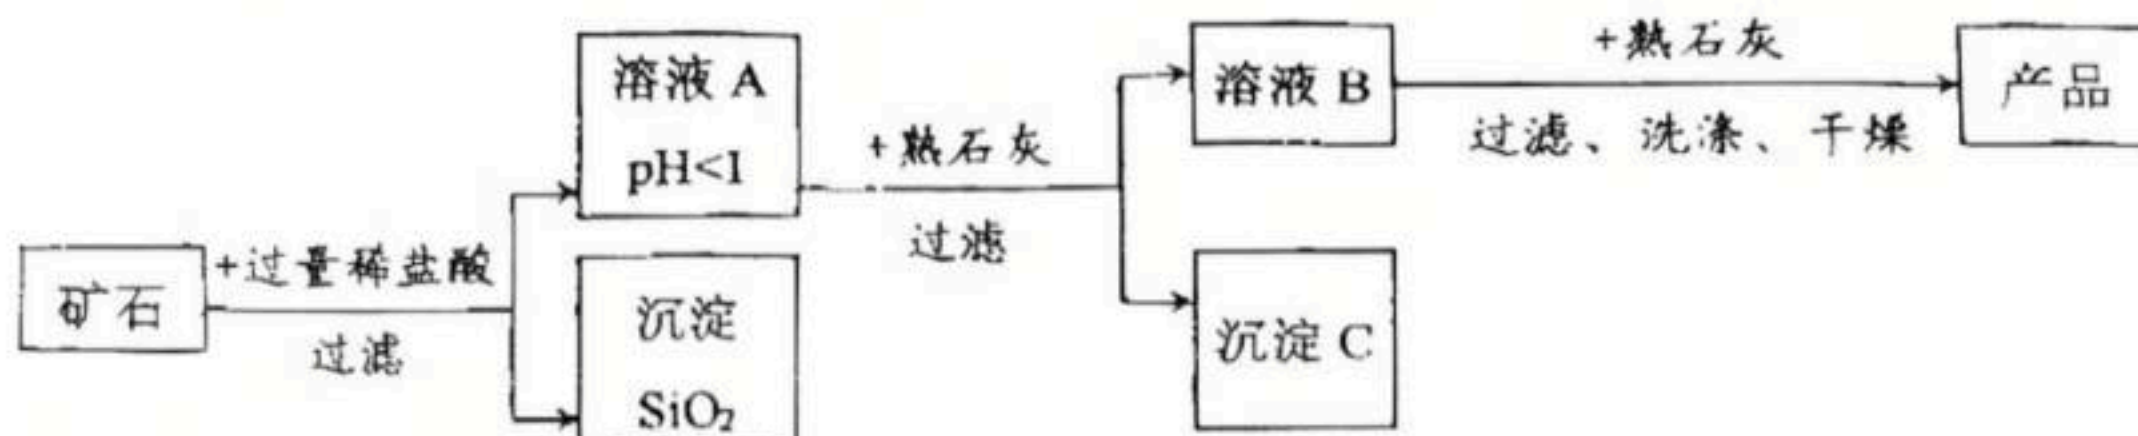 矿石
+过量稀盐酸
过滤
溶液 A
pH<1
沉淀
SiO₂
+熟石灰
过滤
溶液 B
沉淀 C
+熟石灰
过滤、洗涤、干燥
产品